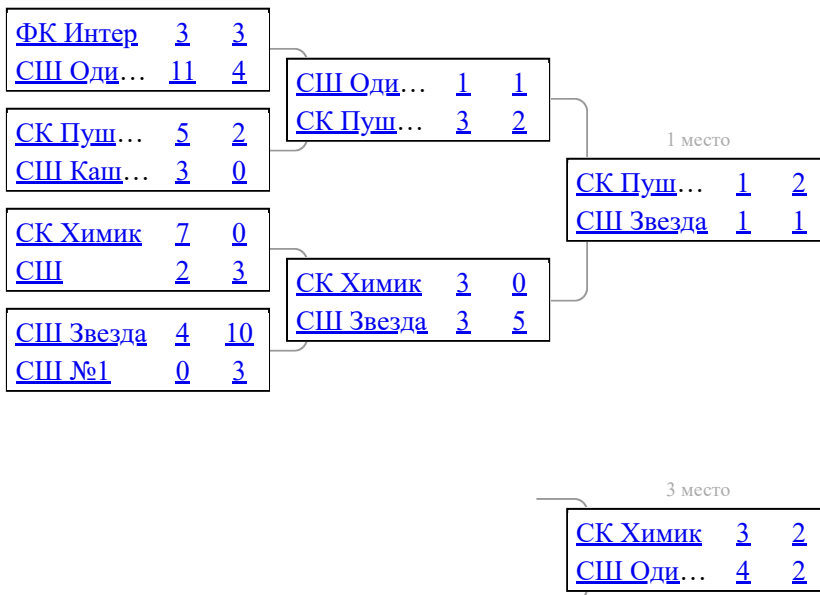 ФК Интер 3 3
СШ Оди… 11 4
СК Пуш… 5 2
СШ Каш… 3 0
СК Химик 7 0
СШ 2 3
СШ Звезда 4 10
СШ №1 0 3
СШ Оди… 1 1
СК Пуш… 3 2
СК Химик 3 0
СШ Звезда 3 5
1 место
СК Пуш… 1 2
СШ Звезда 1 1
3 место
СК Химик 3 2
СШ Оди… 4 2